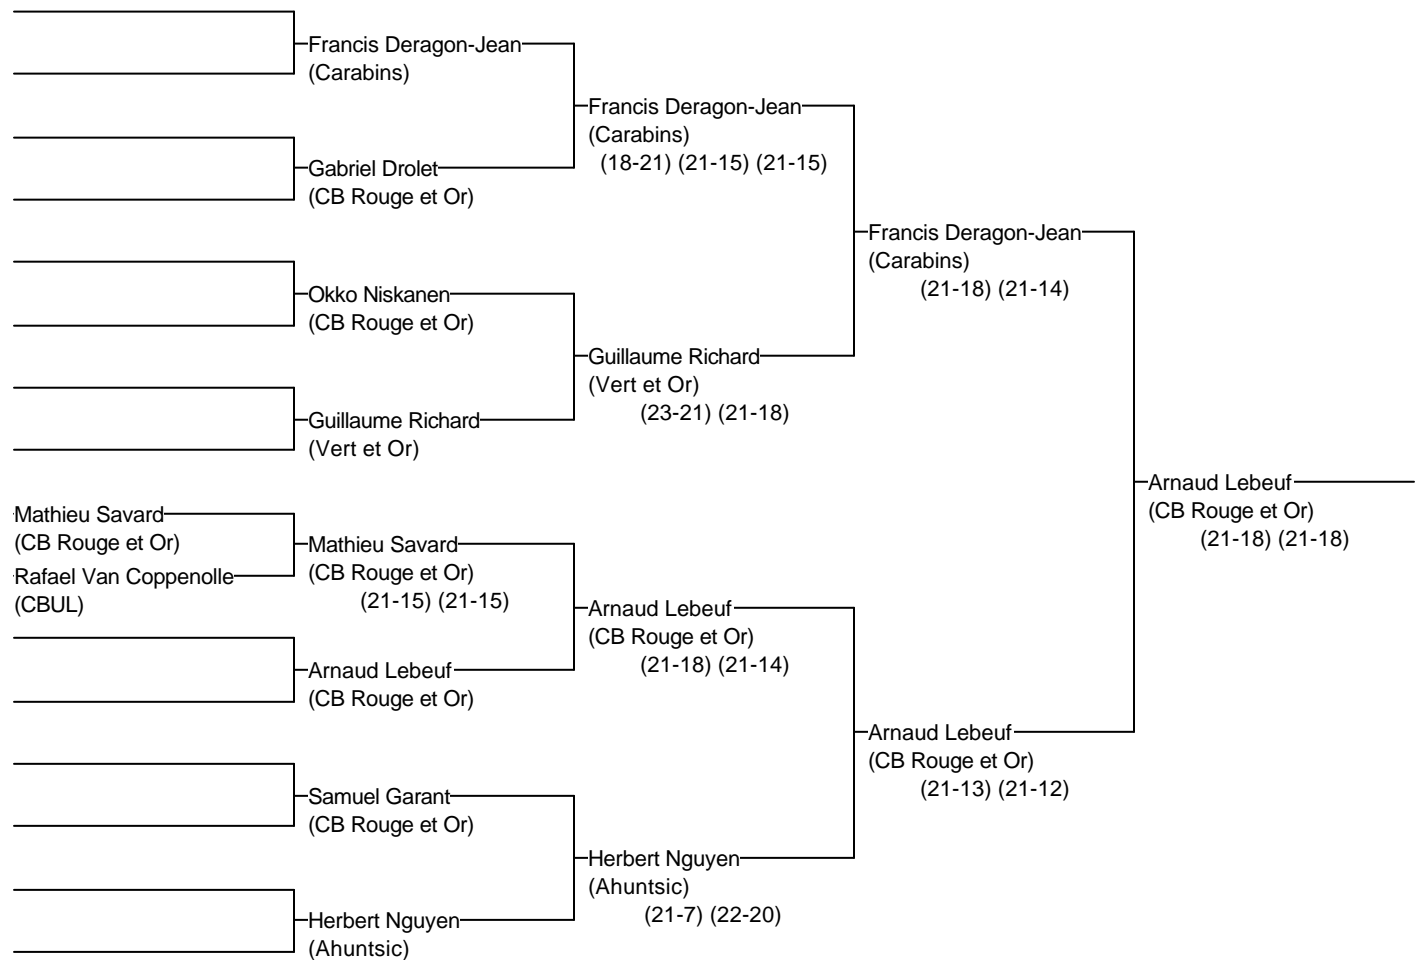 Francis Deragon-Jean
(Carabins)
Gabriel Drolet
(CB Rouge et Or)
Okko Niskanen
(CB Rouge et Or)
Guillaume Richard
(Vert et Or)
Mathieu Savard
(CB Rouge et Or)
Rafael Van Coppenolle
(CBUL)
Mathieu Savard
(CB Rouge et Or)
(21-15) (21-15)
Arnaud Lebeuf
(CB Rouge et Or)
Samuel Garant
(CB Rouge et Or)
Herbert Nguyen
(Ahuntsic)
Francis Deragon-Jean
(Carabins)
(18-21) (21-15) (21-15)
Guillaume Richard
(Vert et Or)
(23-21) (21-18)
Arnaud Lebeuf
(CB Rouge et Or)
(21-18) (21-14)
Herbert Nguyen
(Ahuntsic)
(21-7) (22-20)
Francis Deragon-Jean
(Carabins)
(21-18) (21-14)
Arnaud Lebeuf
(CB Rouge et Or)
(21-13) (21-12)
Arnaud Lebeuf
(CB Rouge et Or)
(21-18) (21-18)